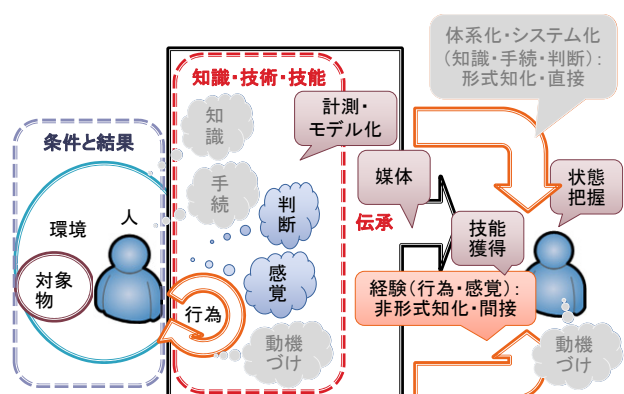 体系化・システム化
（知識・手続・判断）：
形式知化・直接
知識・技術・技能
計測・
モデル化
知
識
条件と結果
手
続
媒体
状態
把握
人
環境
判
断
伝承
技能
獲得
対象
物
感
覚
経験（行為・感覚）：
非形式知化・間接
行為
動機
づけ
動機
づけ